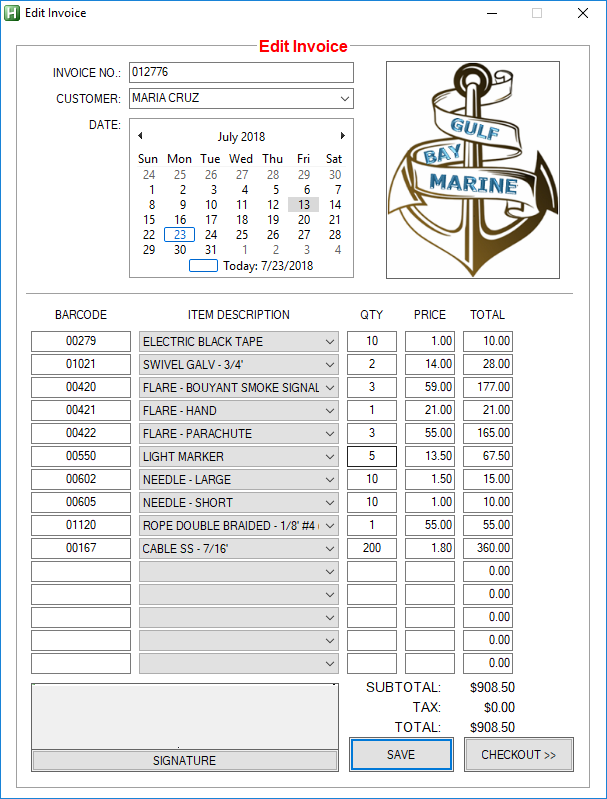 Edit Invoice
Edit Invoice
INVOICE NO.: 012776
CUSTOMER: MARIA CRUZ
DATE:
July 2018
Sun Mon Tue Wed Thu Fri Sat
24 25 26 27 28 29 30
1 2 3 4 5 6 7
8 9 10 11 12 13 14
15 16 17 18 19 20 21
22 23 24 25 26 27 28
29 30 31 1 2 3 4
Today: 7/23/2018
GULF
BAY
MARINE
BARCODE ITEM DESCRIPTION QTY PRICE TOTAL
00279 ELECTRIC BLACK TAPE 10 1.00 10.00
01021 SWIVEL GALV - 3/4' 2 14.00 28.00
00420 FLARE - BOUYANT SMOKE SIGNAL 3 59.00 177.00
00421 FLARE - HAND 1 21.00 21.00
00422 FLARE - PARACHUTE 3 55.00 165.00
00550 LIGHT MARKER 5 13.50 67.50
00602 NEEDLE - LARGE 10 1.50 15.00
00605 NEEDLE - SHORT 10 1.00 10.00
01120 ROPE DOUBLE BRAIDED - 1/8' #4 1 55.00 55.00
00167 CABLE SS - 7/16' 200 1.80 360.00
0.00
0.00
0.00
0.00
0.00
SUBTOTAL: $908.50
TAX: $0.00
TOTAL: $908.50
SIGNATURE
SAVE
CHECKOUT >>